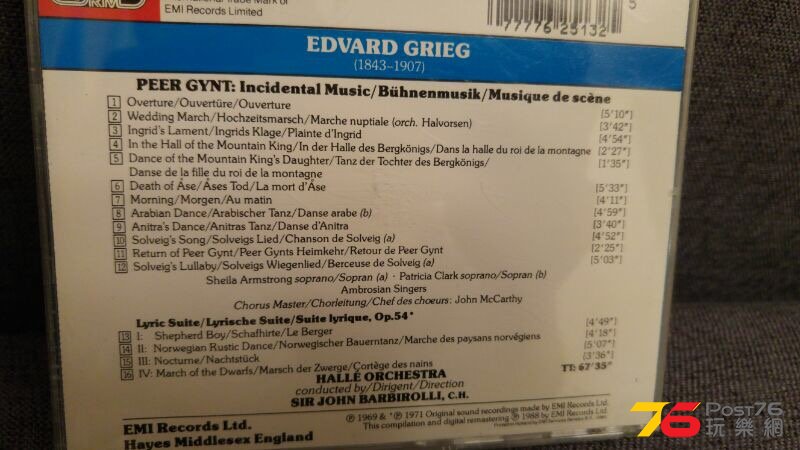 International Trade Mark of
EMI Records Limited
77776 25132 5
EDVARD GRIEG
(1843–1907)
PEER GYNT: Incidental Music/Bühnenmusik/Musique de scène
1 Overture/Ouvertüre/Ouverture [5'10"]
2 Wedding March/Hochzeitsmarsch/Marche nuptiale (orch. Halvorsen) [3'42"]
3 Ingrid's Lament/Ingrids Klage/Plainte d'Ingrid [4'54"]
4 In the Hall of the Mountain King/In der Halle des Bergkönigs/Dans la halle du roi de la montagne [2'27"]
5 Dance of the Mountain King's Daughter/Tanz der Tochter des Bergkönigs/ [1'35"]
Danse de la fille du roi de la montagne
6 Death of Åse/Åses Tod/La mort d'Åse [5'33"]
7 Morning/Morgen/Au matin [4'11"]
8 Arabian Dance/Arabischer Tanz/Danse arabe (b) [4'59"]
9 Anitra's Dance/Anitras Tanz/Danse d'Anitra [3'40"]
10 Solveig's Song/Solveigs Lied/Chanson de Solveig (a) [4'52"]
11 Return of Peer Gynt/Peer Gynts Heimkehr/Retour de Peer Gynt [2'25"]
12 Solveig's Lullaby/Solveigs Wiegenlied/Berceuse de Solveig (a) [5'03"]
Sheila Armstrong soprano/Sopran (a) · Patricia Clark soprano/Sopran (b)
Ambrosian Singers
Chorus Master/Chorleitung/Chef des choeurs: John McCarthy
Lyric Suite/Lyrische Suite/Suite lyrique, Op.54*
13 I: Shepherd Boy/Schafhirte/Le Berger [4'49"]
14 II: Norwegian Rustic Dance/Norwegischer Bauerntanz/Marche des paysans norvégiens [4'18"]
15 III: Nocturne/Nachtstück [5'07"]
16 IV: March of the Dwarfs/Marsch der Zwerge/Cortège des nains [3'36"]
TT: 67'35"
HALLÉ ORCHESTRA
conducted by/Dirigent/Direction
SIR JOHN BARBIROLLI, C.H.
EMI Records Ltd.
Hayes Middlesex England
℗ 1969 & *℗ 1971 Original sound recordings made by EMI Records Ltd.
This compilation and digital remastering ℗ 1988 by EMI Records Ltd.
76 Post76
玩樂網